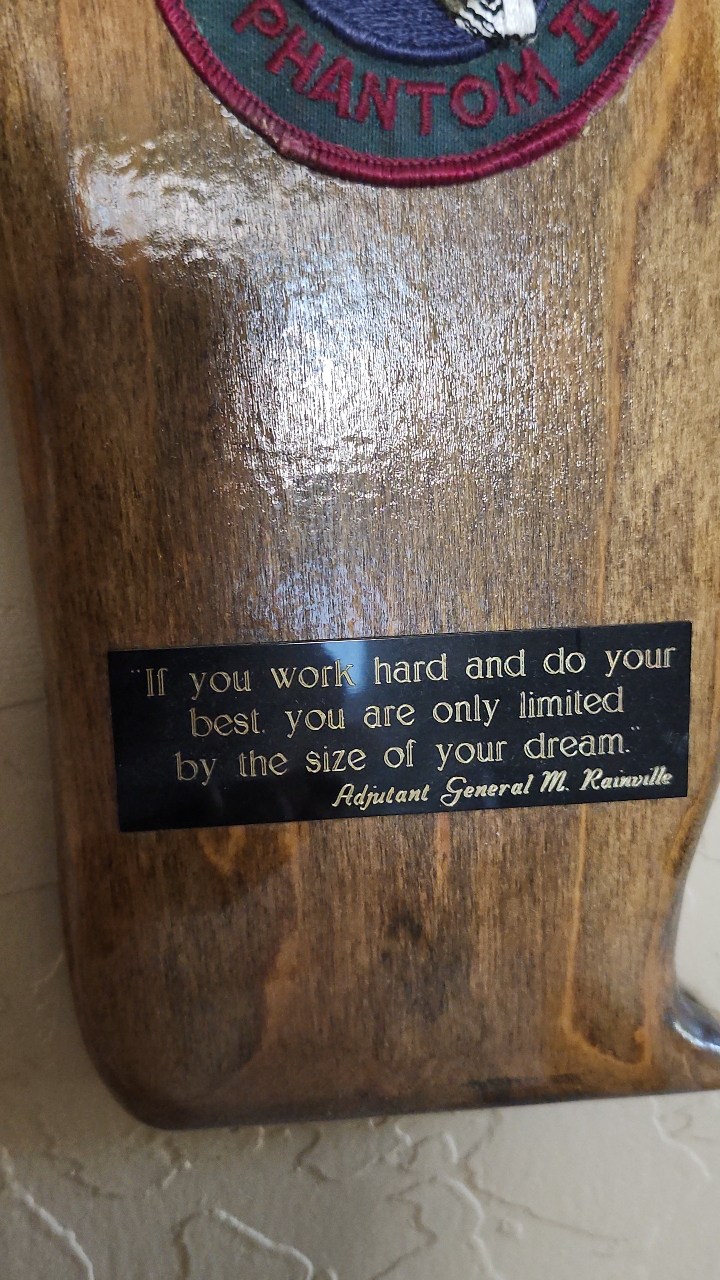 PHANTOM II
"If you work hard and do your
best you are only limited
by the size of your dream."
Adjutant General M. Rainville